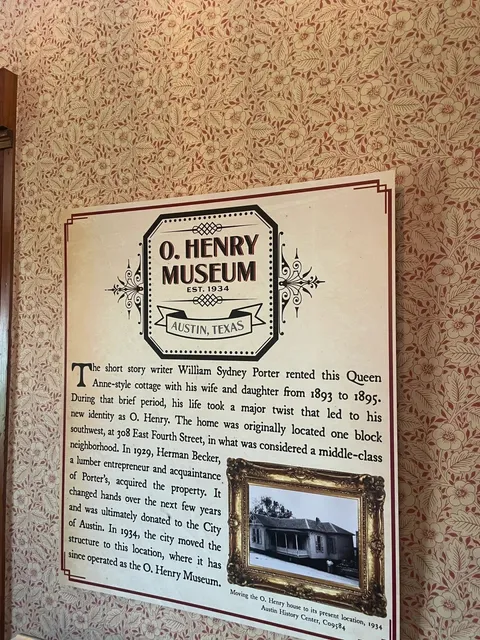 O. HENRY
MUSEUM
EST. 1934
AUSTIN, TEXAS
The short story writer William Sydney Porter rented this Queen
Anne-style cottage with his wife and daughter from 1893 to 1895.
During that brief period, his life took a major twist that led to his
new identity as O. Henry. The home was originally located one block
southwest, at 308 East Fourth Street, in what was considered a middle-class
neighborhood. In 1929, Herman Becker,
a lumber entrepreneur and acquaintance
of Porter's, acquired the property. It
changed hands over the next few years
and was ultimately donated to the City
of Austin. In 1934, the city moved the
structure to this location, where it has
since operated as the O. Henry Museum.
Moving the O. Henry house to its present location, 1934
Austin History Center, C09584